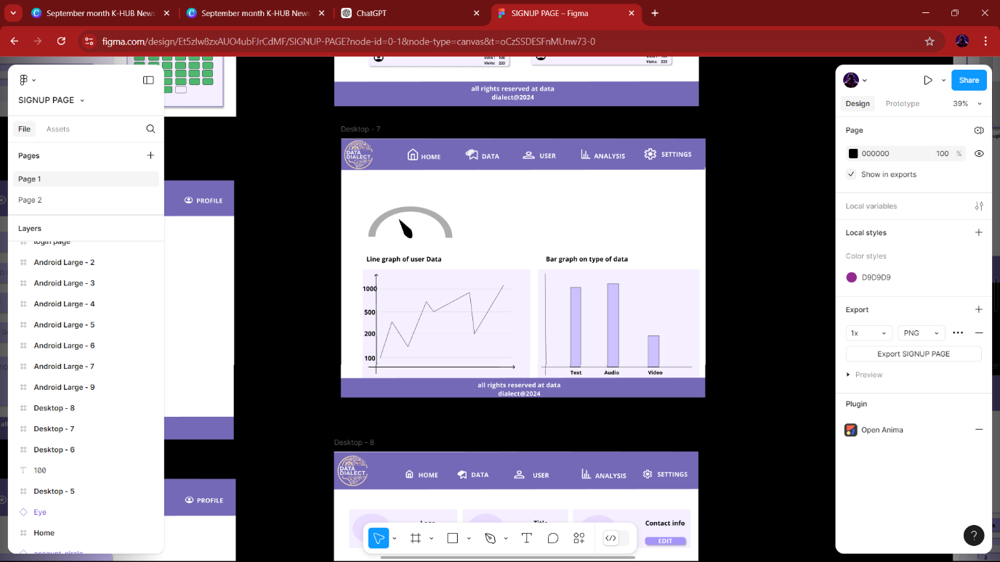 September month K-HUB News
September month K-HUB News
ChatGPT
SIGNUP PAGE – Figma
figma.com/design/Et5zIw8zxAUO4ubFJrCdMF/SIGNUP-PAGE?node-id=0-1&node-type=canvas&t=oCzSSDESFnMUnw73-0
SIGNUP PAGE
File
Assets
Pages
Page 1
Page 2
Layers
login page
Android Large - 2
Android Large - 3
Android Large - 4
Android Large - 5
Android Large - 6
Android Large - 7
Android Large - 9
Desktop - 8
Desktop - 7
Desktop - 6
100
Desktop - 5
Eye
Home
account_circle
PROFILE
PROFILE
Data : 100
Visits: 233
Data : 100
Visits: 233
all rights reserved at data
dialect@2024
Desktop - 7
DATA
DIALECT
HOME
DATA
USER
ANALYSIS
SETTINGS
Line graph of user Data
Bar graph on type of data
1000
500
200
100
Text
Audio
Video
all rights reserved at data
dialect@2024
Desktop - 8
DATA
DIALECT
HOME
DATA
USER
ANALYSIS
SETTINGS
Logo
Title
Contact info
EDIT
Share
Design
Prototype
39%
Page
000000
100
%
Show in exports
Local variables
Local styles
Color styles
D9D9D9
Export
1x
PNG
Export SIGNUP PAGE
Preview
Plugin
Open Anima
?